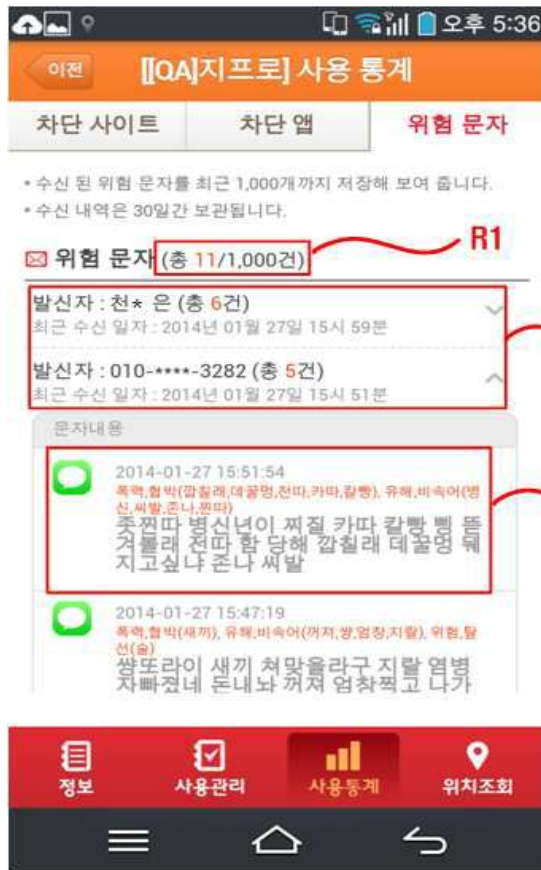 오후 5:36
이전
[[QA]지프로] 사용 통계
차단 사이트 차단 앱 위험 문자
• 수신 된 위험 문자를 최근 1,000개까지 저장해 보여 줍니다.
• 수신 내역은 30일간 보관됩니다.
R1
위험 문자 (총 11/1,000건)
발신자 : 천* 은 (총 6건)
최근 수신 일자 : 2014년 01월 27일 15시 59분
발신자 : 010-****-3282 (총 5건)
최근 수신 일자 : 2014년 01월 27일 15시 51분
문자내용
2014-01-27 15:51:54
폭력,협박(깝칠래,데꿀멍,전따,카따,칼빵), 유해,비속어(병
신,씨발,존나,찐따)
좃찐따 병신년이 찌질 카따 칼빵 삥 뜯
겨볼래 전따 함 당해 깝칠래 데꿀멍 뒈
지고싶냐 존나 씨발
2014-01-27 15:47:19
폭력,협박(새끼), 유해,비속어(꺼져,썅,엄창,지랄), 위험,탈
선(술)
썅또라이 새끼 쳐맞을라구 지랄 염병
자빠졌네 돈내놔 꺼져 엄창찍고 나가
정보 사용관리 사용통계 위치조회